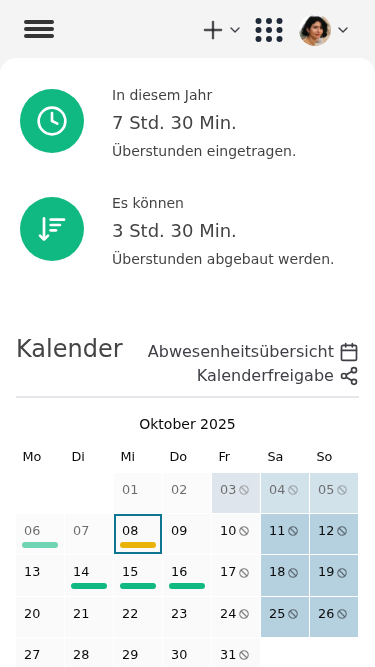 In diesem Jahr
7 Std. 30 Min.
Überstunden eingetragen.
Es können
3 Std. 30 Min.
Überstunden abgebaut werden.
Kalender
Abwesenheitsübersicht
Kalenderfreigabe
Oktober 2025
Mo Di Mi Do Fr Sa So
01 02 03 04 05
06 07 08 09 10 11 12
13 14 15 16 17 18 19
20 21 22 23 24 25 26
27 28 29 30 31